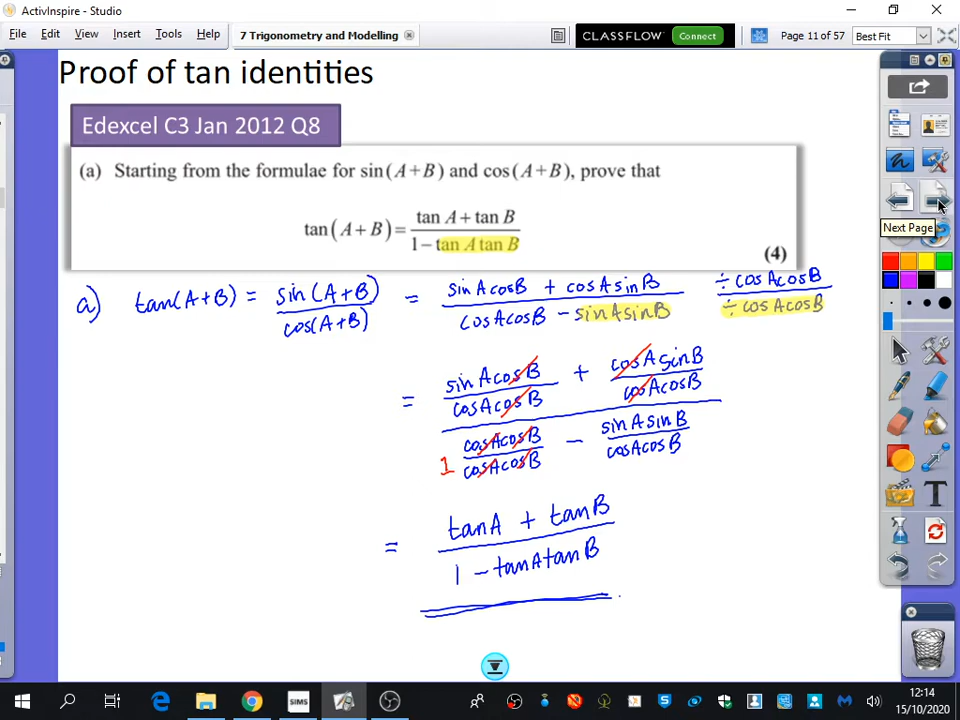 ActivInspire - Studio
File Edit View Insert Tools Help 7 Trigonometry and Modelling CLASSFLOW Connect Page 11 of 57 Best Fit
Proof of tan identities
Edexcel C3 Jan 2012 Q8
(a) Starting from the formulae for sin(A+B) and cos(A+B), prove that
tan A + tan B
tan(A+B)=
1 − tan A tan B
(4)
Next Page
sin(A+B) sinAcosB + cosAsinB ÷cosAcosB
a) tan(A+B) = =
cos(A+B) cosAcosB − sinAsinB ÷cosAcosB
sinAcosB + cosAsinB
cosAcosB cosAcosB
=
cosAcosB − sinAsinB
1 cosAcosB cosAcosB
tanA + tanB
=
1 − tanAtanB
T
SIMS
12:14
15/10/2020